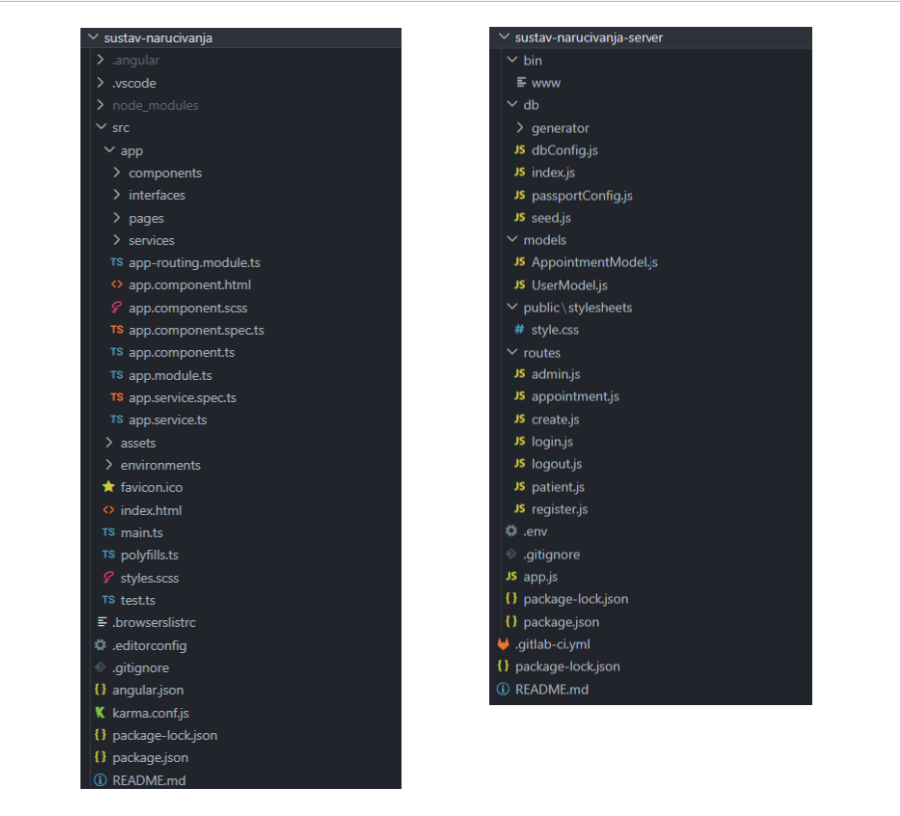 sustav-narucivanja
.angular
.vscode
node_modules
src
app
components
interfaces
pages
services
TS app-routing.module.ts
<> app.component.html
app.component.scss
TS app.component.spec.ts
TS app.component.ts
TS app.module.ts
TS app.service.spec.ts
TS app.service.ts
assets
environments
favicon.ico
<> index.html
TS main.ts
TS polyfills.ts
styles.scss
TS test.ts
.browserslistrc
.editorconfig
.gitignore
{} angular.json
K karma.conf.js
{} package-lock.json
{} package.json
README.md
sustav-narucivanja-server
bin
www
db
generator
JS dbConfig.js
JS index.js
JS passportConfig.js
JS seed.js
models
JS AppointmentModel.js
JS UserModel.js
public\stylesheets
# style.css
routes
JS admin.js
JS appointment.js
JS create.js
JS login.js
JS logout.js
JS patient.js
JS register.js
.env
.gitignore
JS app.js
{} package-lock.json
{} package.json
.gitlab-ci.yml
{} package-lock.json
README.md